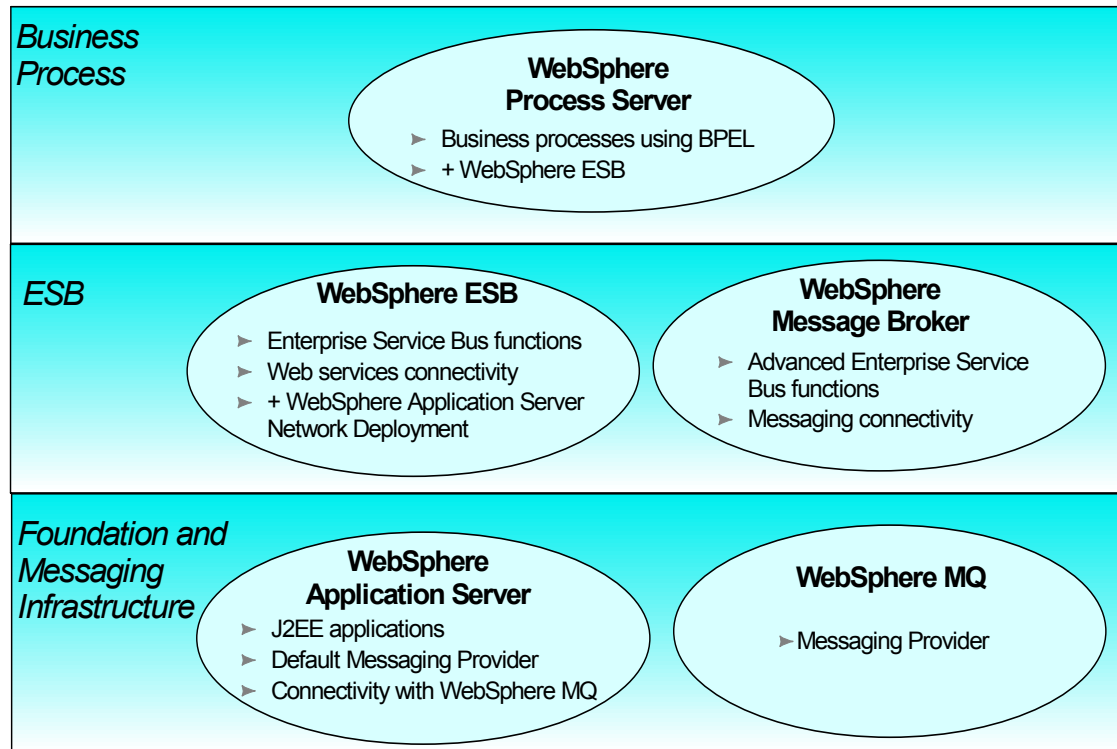 Business
Process
WebSphere
Process Server
➤ Business processes using BPEL
➤ + WebSphere ESB
ESB
WebSphere ESB
➤ Enterprise Service Bus functions
➤ Web services connectivity
➤ + WebSphere Application Server
Network Deployment
WebSphere
Message Broker
➤ Advanced Enterprise Service
Bus functions
➤ Messaging connectivity
Foundation and
Messaging
Infrastructure
WebSphere
Application Server
➤ J2EE applications
➤ Default Messaging Provider
➤ Connectivity with WebSphere MQ
WebSphere MQ
➤ Messaging Provider